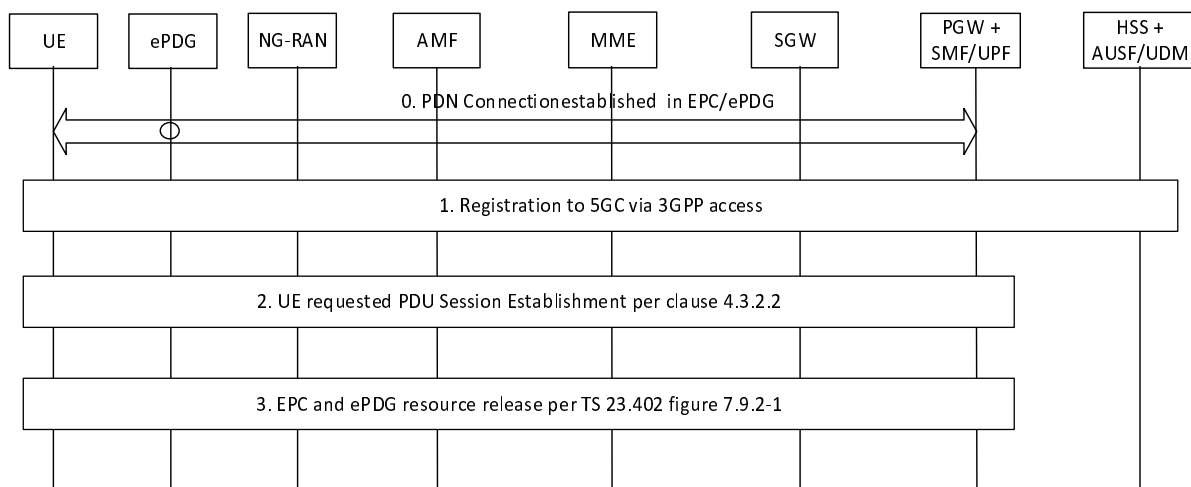 UE
ePDG
NG-RAN
AMF
MME
SGW
PGW +
SMF/UPF
HSS +
AUSF/UDM
0. PDN Connectionestablished in EPC/ePDG
1. Registration to 5GC via 3GPP access
2. UE requested PDU Session Establishment per clause 4.3.2.2
3. EPC and ePDG resource release per TS 23.402 figure 7.9.2-1